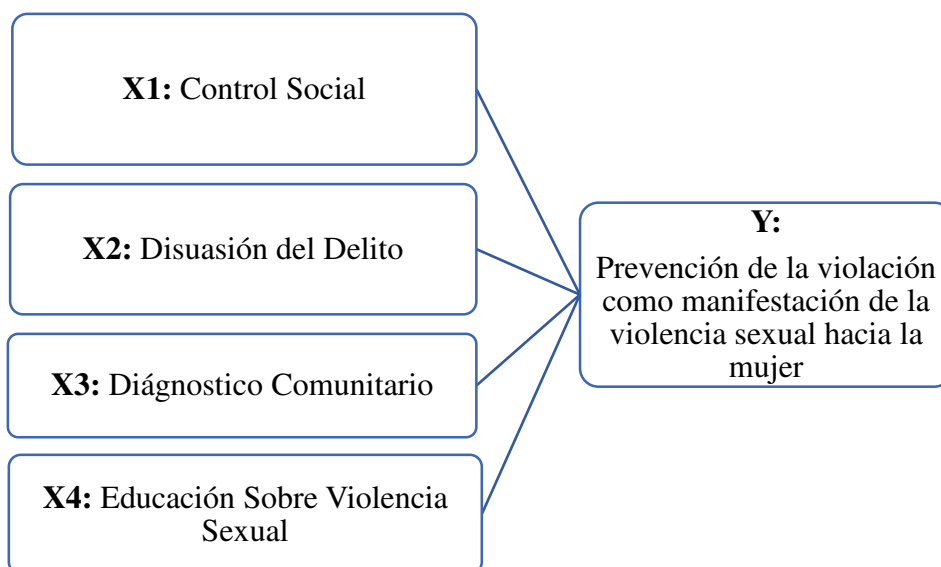 X1: Control Social
X2: Disuasión del Delito
X3: Diágnostico Comunitario
X4: Educación Sobre Violencia
Sexual
Y:
Prevención de la violación
como manifestación de la
violencia sexual hacia la
mujer